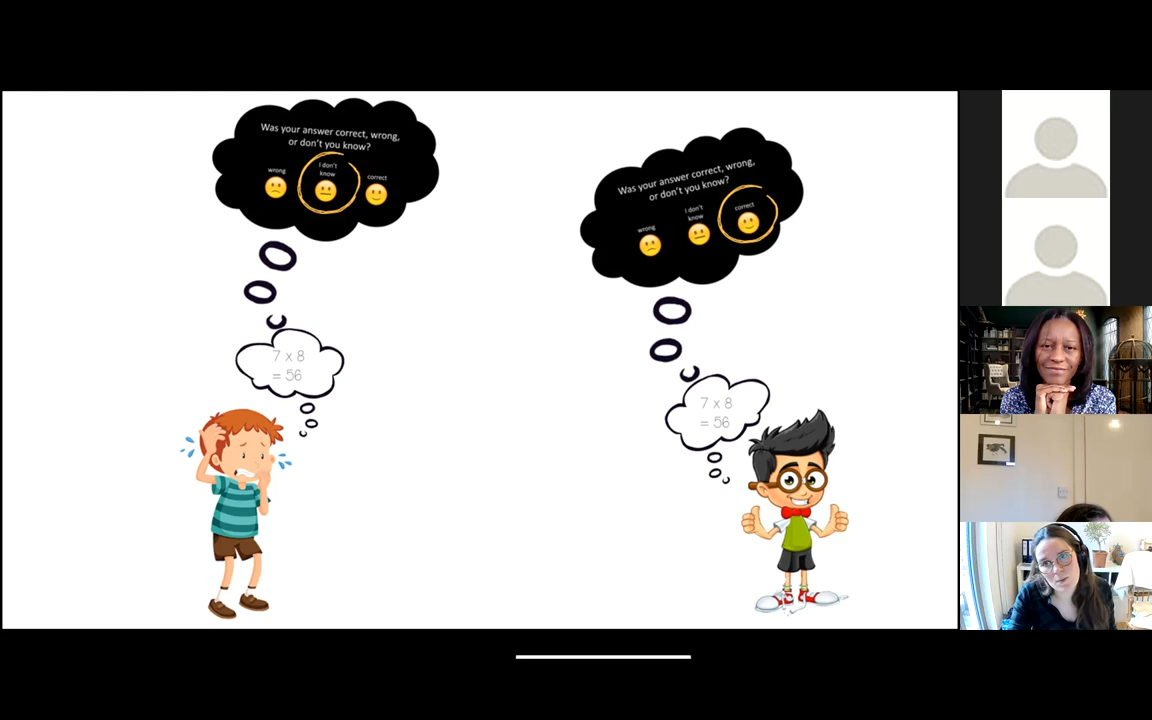 Was your answer correct, wrong,
or don't you know?
wrong
I don't
know
correct
7 x 8
= 56
Was your answer correct, wrong,
or don't you know?
wrong
I don't
know
correct
7 x 8
= 56